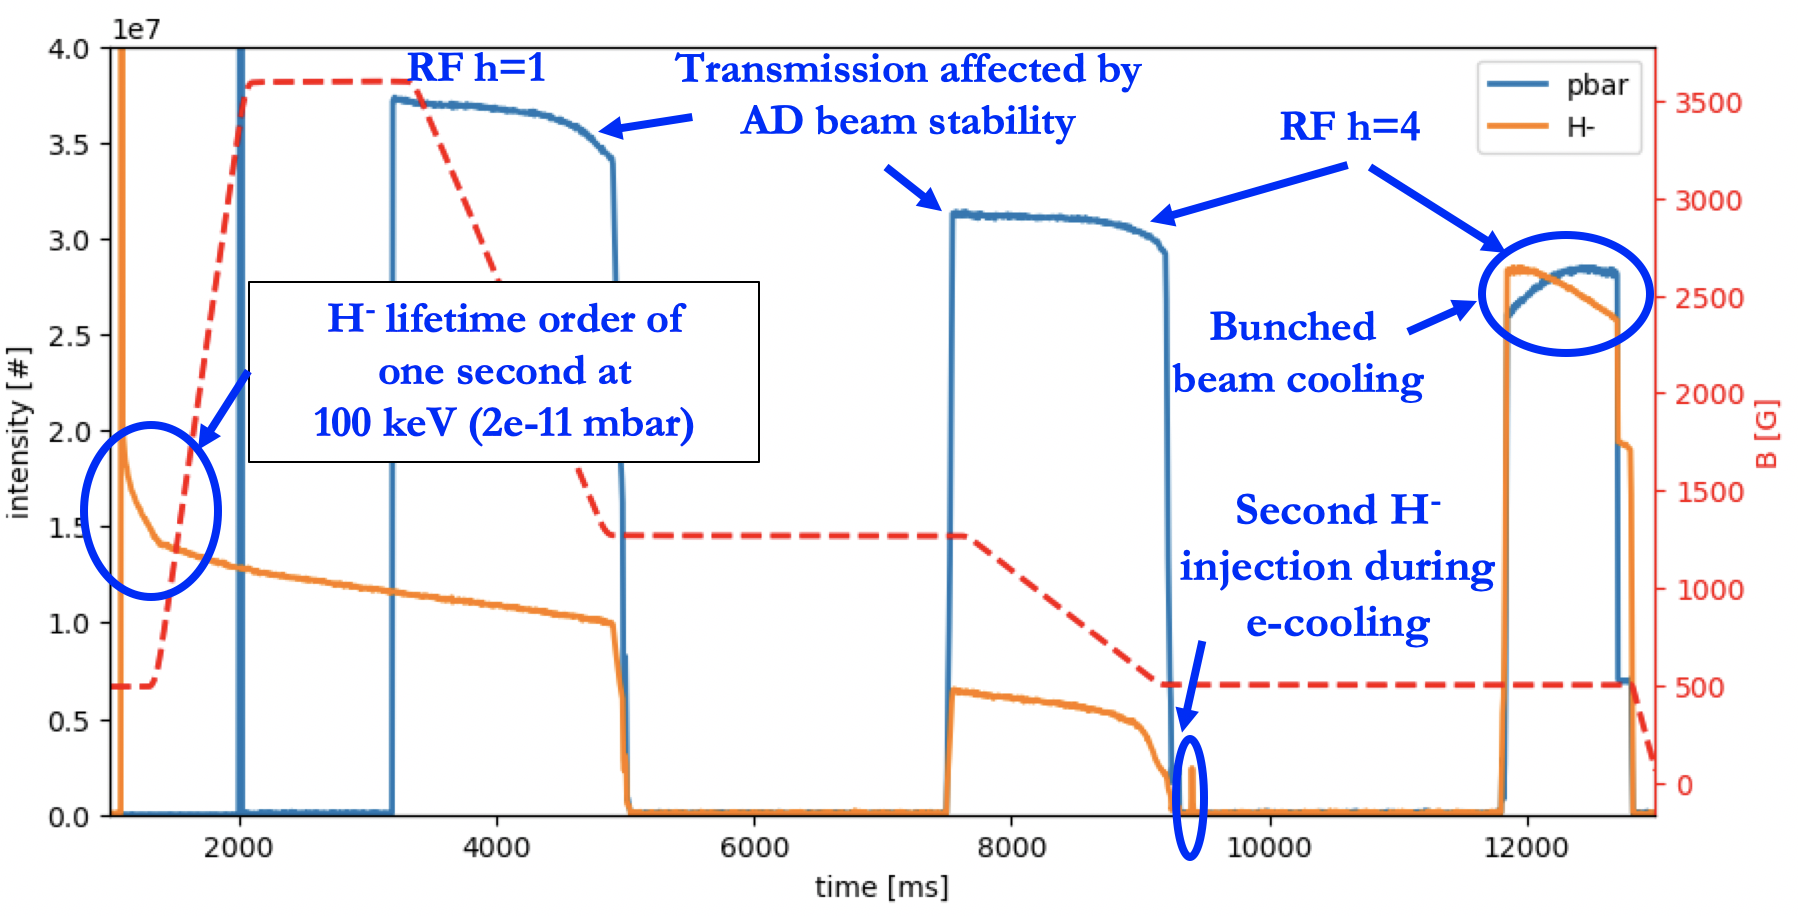 1e7
4.0
3.5
3.0
2.5
2.0
1.5
1.0
0.5
0.0
intensity [#]
RF h=1
Transmission affected by
AD beam stability
RF h=4
pbar
H-
H- lifetime order of
one second at
100 keV (2e-11 mbar)
Bunched
beam cooling
Second H-
injection during
e-cooling
3500
3000
2500
2000
1500
1000
500
0
B [G]
2000 4000 6000 8000 10000 12000
time [ms]